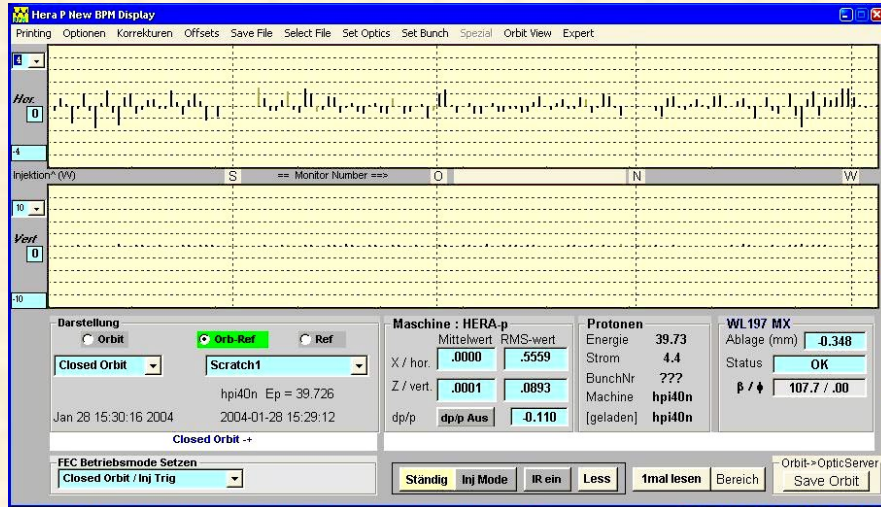 Hera P New BPM Display
Printing Optionen Korrekturen Offsets Save File Select File Set Optics Set Bunch Spezial Orbit View Expert
4
Hor.
0
-4
Injektion^ (W) S == Monitor Number ==> O N W
10
Vert
0
-10
Darstellung
Orbit Orb-Ref Ref
Closed Orbit Scratch1
hpi40n Ep = 39.726
Jan 28 15:30:16 2004 2004-01-28 15:29:12
Closed Orbit -+
FEC Betriebsmode Setzen
Closed Orbit / Inj Trig
Maschine : HERA-p
Mittelwert RMS-wert
X / hor. .0000 .5559
Z / vert. .0001 .0893
dp/p dp/p Aus -0.110
Protonen
Energie 39.73
Strom 4.4
BunchNr ???
Machine hpi40n
[geladen] hpi40n
WL197 MX
Ablage (mm) -0.348
Status OK
β / ϕ 107.7 / .00
Ständig Inj Mode IR ein Less 1mal lesen Bereich
Orbit->OpticServer
Save Orbit